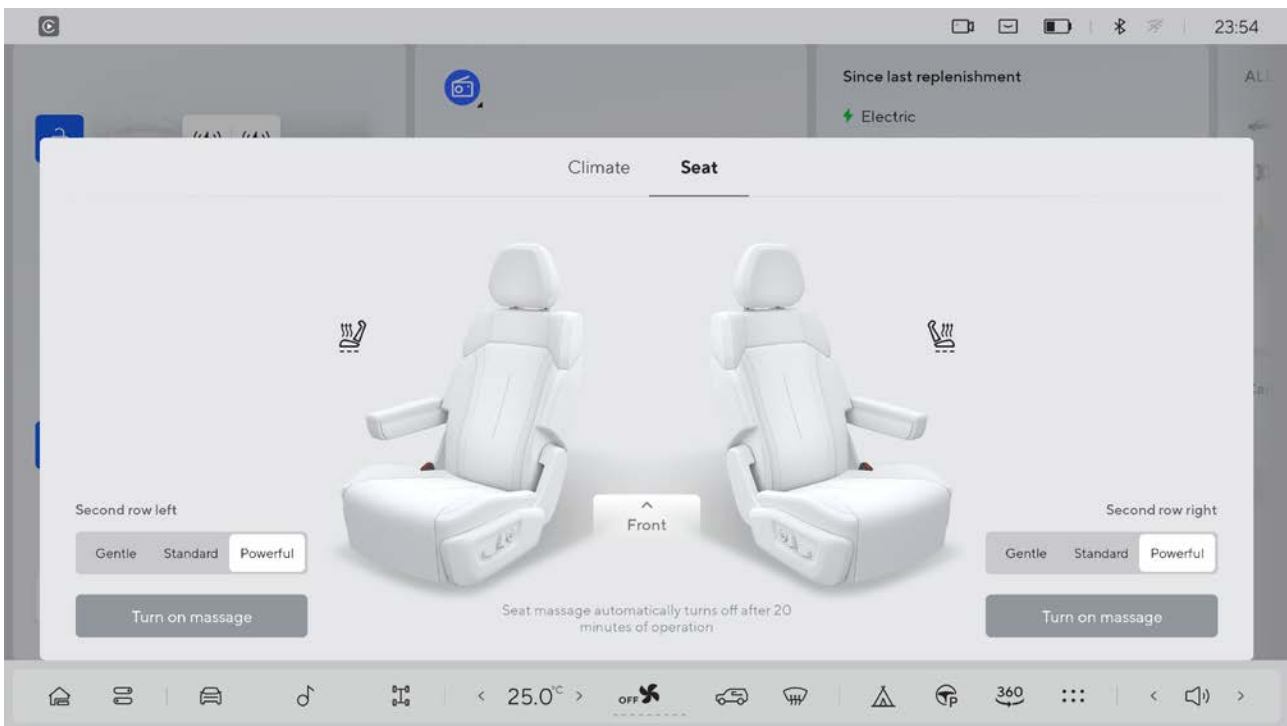 23:54
Since last replenishment
Electric
Climate
Seat
Second row left
Gentle
Standard
Powerful
Turn on massage
Front
Seat massage automatically turns off after 20
minutes of operation
Second row right
Gentle
Standard
Powerful
Turn on massage
25.0°C
OFF
P
360